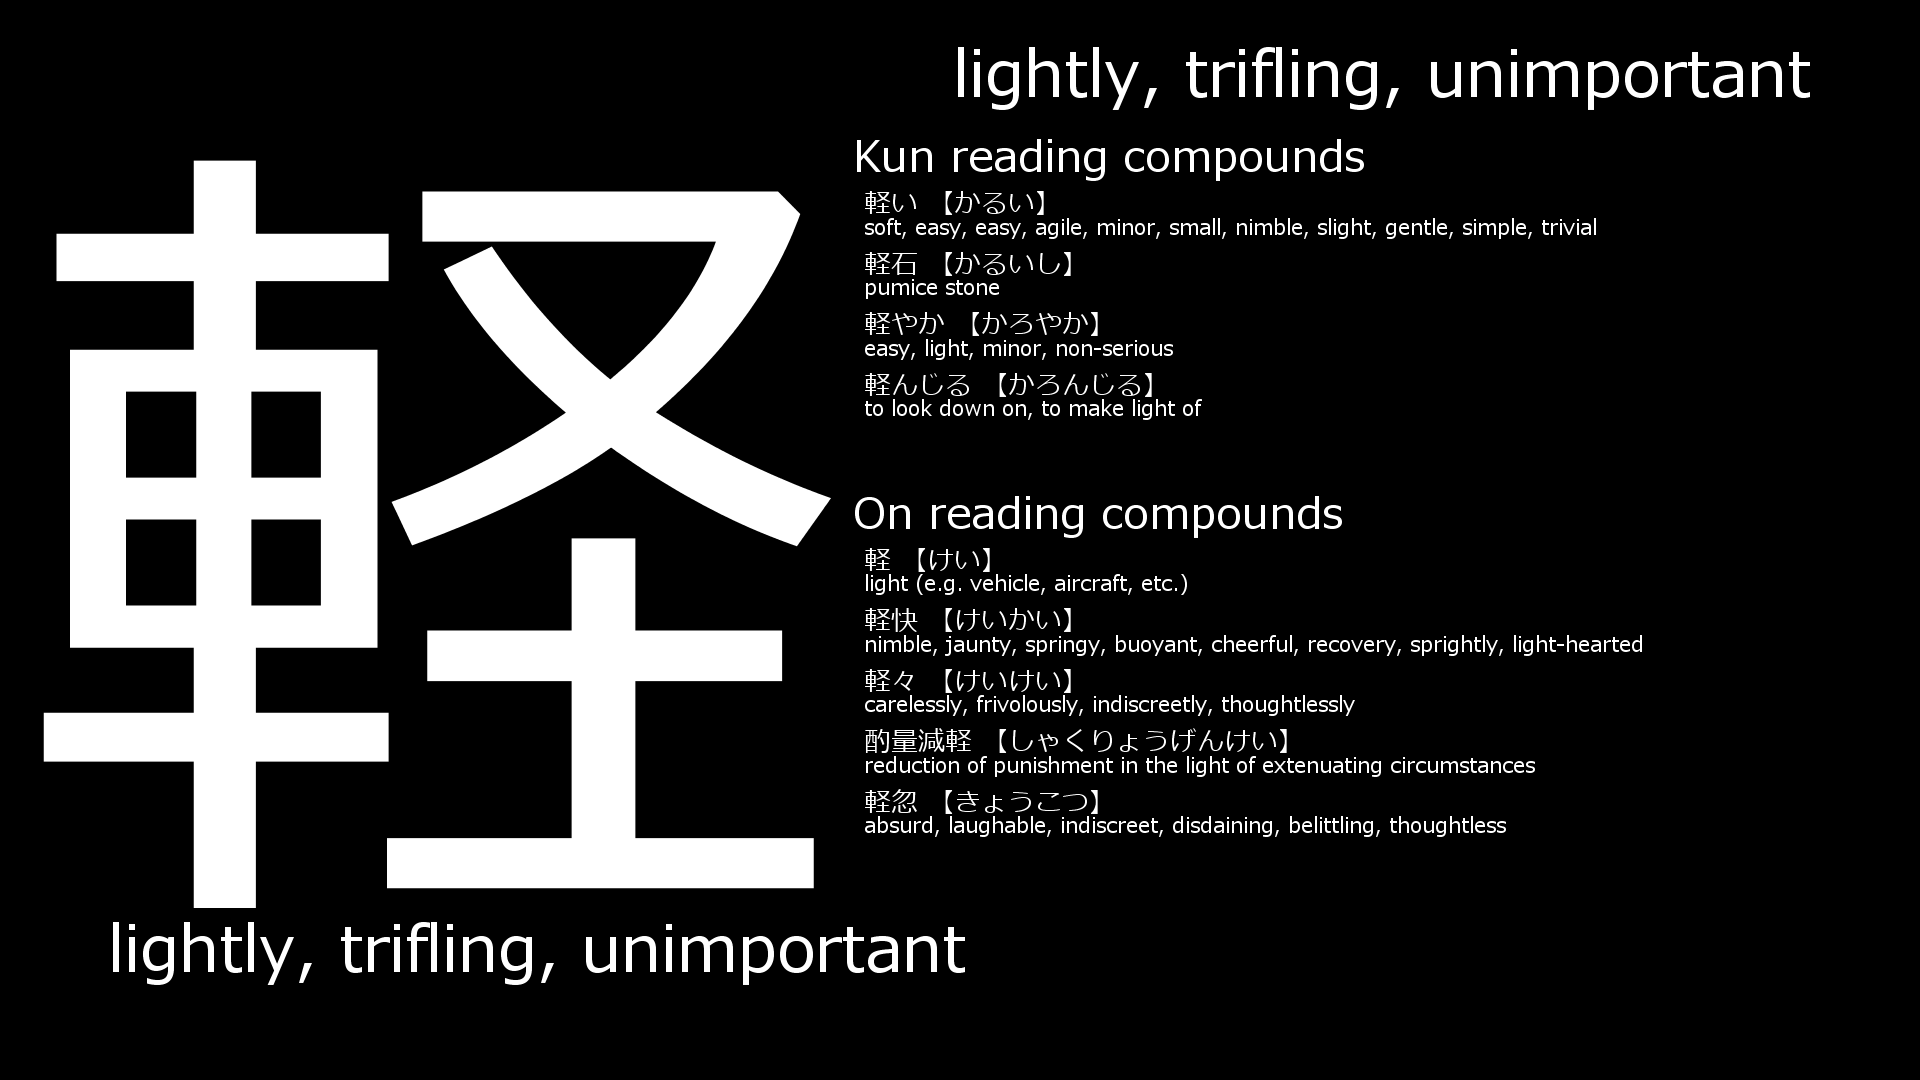 lightly, trifling, unimportant
軽
Kun reading compounds
軽い 【かるい】
soft, easy, easy, agile, minor, small, nimble, slight, gentle, simple, trivial
軽石 【かるいし】
pumice stone
軽やか 【かろやか】
easy, light, minor, non-serious
軽んじる 【かろんじる】
to look down on, to make light of
On reading compounds
軽 【けい】
light (e.g. vehicle, aircraft, etc.)
軽快 【けいかい】
nimble, jaunty, springy, buoyant, cheerful, recovery, sprightly, light-hearted
軽々 【けいけい】
carelessly, frivolously, indiscreetly, thoughtlessly
酌量減軽 【しゃくりょうげんけい】
reduction of punishment in the light of extenuating circumstances
軽忽 【きょうこつ】
absurd, laughable, indiscreet, disdaining, belittling, thoughtless
lightly, trifling, unimportant